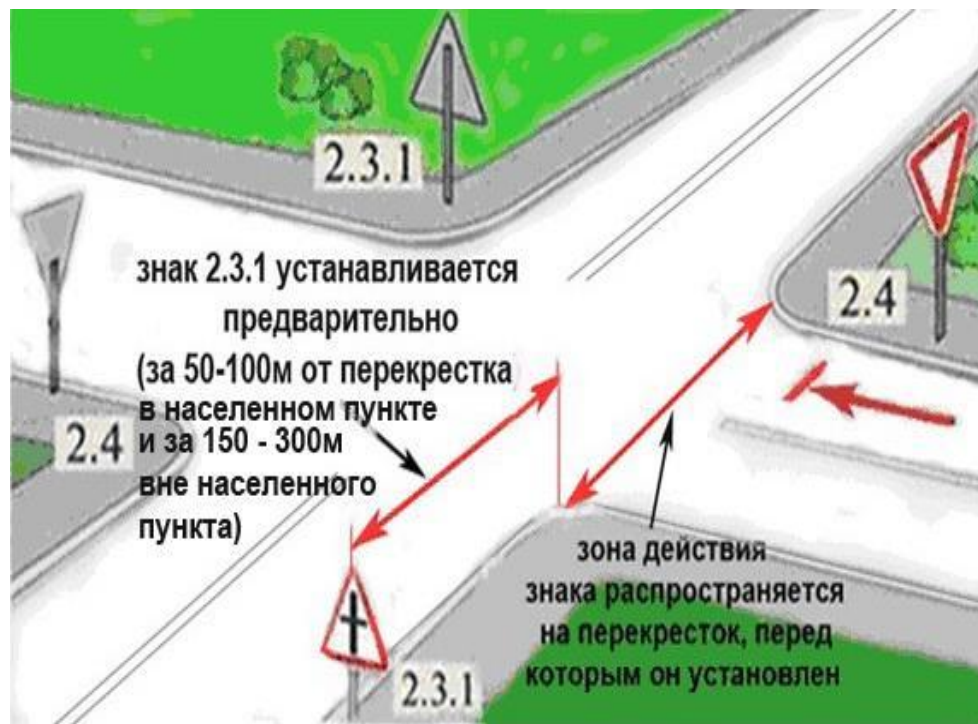 2.3.1
знак 2.3.1 устанавливается
предварительно
(за 50-100м от перекрестка
в населенном пункте
и за 150 - 300м
вне населенного
пункта)
2.4
2.4
зона действия
знака распространяется
на перекресток, перед
которым он установлен
2.3.1